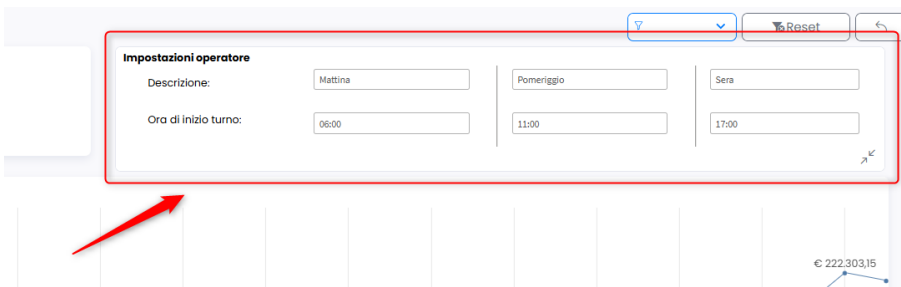 Reset
Impostazioni operatore
Descrizione: Mattina Pomeriggio Sera
Ora di inizio turno: 06:00 11:00 17:00
€ 222.303,15